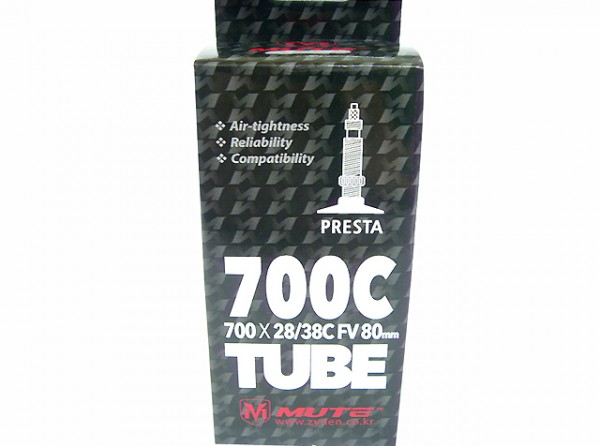 ❖ Air-tightness
❖ Reliability
❖ Compatibility
PRESTA
700C
700 X 28/38C FV 80mm
TUBE
M MUTE